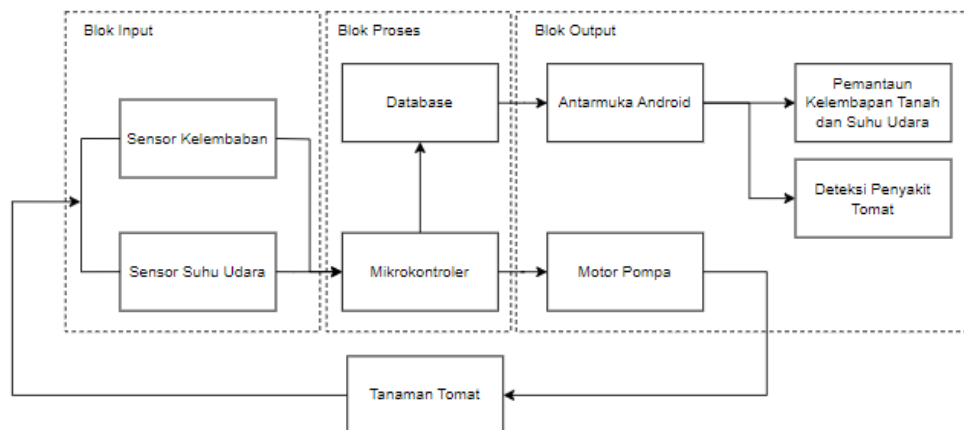 Blok Input
Blok Proses
Blok Output
Database
Antarmuka Android
Pemantaun
Kelembapan Tanah
dan Suhu Udara
Sensor Kelembaban
Deteksi Penyakit
Tomat
Sensor Suhu Udara
Mikrokontroler
Motor Pompa
Tanaman Tomat